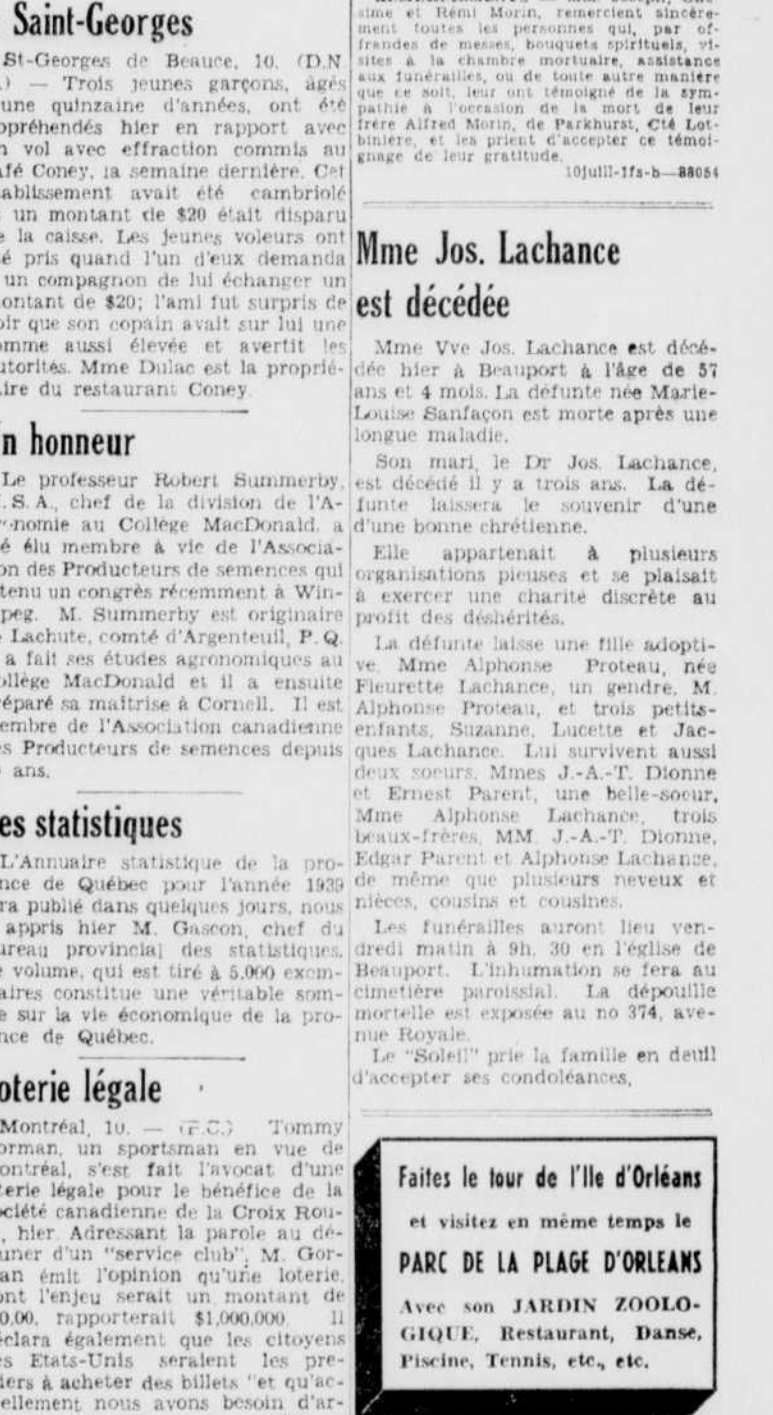 Saint-Georges
St-Georges de Beauce, 10. (D.N
.) — Trois jeunes garçons, âgés
une quinzaine d'années, ont été
ppréhendés hier en rapport avec
n vol avec effraction commis au
afé Coney, la semaine dernière. Cet
ablissement avait été cambriolé
un montant de $20 était disparu
e la caisse. Les jeunes voleurs ont
é pris quand l'un d'eux demanda
un compagnon de lui échanger un
ontant de $20; l'ami fut surpris de
oir que son copain avait sur lui une
omme aussi élevée et avertit les
utorités. Mme Dulac est la proprié-
aire du restaurant Coney.
n honneur
Le professeur Robert Summerby,
.S.A., chef de la division de l'A-
onomie au Collège MacDonald, a
é élu membre à vie de l'Associa-
on des Producteurs de semences qui
tenu un congrès récemment à Win-
peg. M. Summerby est originaire
e Lachute, comté d'Argenteuil, P.Q.
a fait ses études agronomiques au
ollège MacDonald et il a ensuite
réparé sa maîtrise à Cornell. Il est
embre de l'Association canadienne
es Producteurs de semences depuis
ans.
es statistiques
L'Annuaire statistique de la pro-
nce de Québec pour l'année 1939
ra publié dans quelques jours, nous
appris hier M. Gascon, chef du
ureau provincial des statistiques.
e volume, qui est tiré à 5,000 exem-
aires constitue une véritable som-
e sur la vie économique de la pro-
nce de Québec.
oterie légale
Montréal, 10. — (P.C.) Tommy
orman, un sportsman en vue de
ontréal, s'est fait l'avocat d'une
terie légale pour le bénéfice de la
ociété canadienne de la Croix Rou-
, hier. Adressant la parole au dé-
uner d'un "service club", M. Gor-
an émit l'opinion qu'une loterie,
ont l'enjeu serait un montant de
0.00, rapporterait $1,000,000. Il
éclara également que les citoyens
s Etats-Unis seraient les pre-
iers à acheter des billets "et qu'ac-
ellement nous avons besoin d'ar-
sime et Rémi Morin, remercient sincère-
ment toutes les personnes qui, par of-
frandes de messes, bouquets spirituels, vi-
sites à la chambre mortuaire, assistance
aux funérailles, ou de toute autre manière
que ce soit, leur ont témoigné de la sym-
pathie à l'occasion de la mort de leur
frère Alfred Morin, de Parkhurst, Cté Lot-
binière, et les prient d'accepter ce témoi-
gnage de leur gratitude.
10juill-1fs-b—88054
Mme Jos. Lachance
est décédée
Mme Vve Jos. Lachance est décé-
dée hier à Beauport à l'âge de 57
ans et 4 mois. La défunte née Marie-
Louise Sanfaçon est morte après une
longue maladie.
Son mari, le Dr Jos. Lachance,
est décédé il y a trois ans. La dé-
funte laissera le souvenir d'une
d'une bonne chrétienne.
Elle appartenait à plusieurs
organisations pieuses et se plaisait
à exercer une charité discrète au
profit des déshérités.
La défunte laisse une fille adopti-
ve, Mme Alphonse Proteau, née
Fleurette Lachance, un gendre, M.
Alphonse Proteau, et trois petits-
enfants, Suzanne, Lucette et Jac-
ques Lachance. Lui survivent aussi
deux soeurs, Mmes J.-A.-T. Dionne
et Ernest Parent, une belle-soeur,
Mme Alphonse Lachance, trois
beaux-frères, MM. J.-A.-T. Dionne,
Edgar Parent et Alphonse Lachance,
de même que plusieurs neveux et
nièces, cousins et cousines.
Les funérailles auront lieu ven-
dredi matin à 9h. 30 en l'église de
Beauport. L'inhumation se fera au
cimetière paroissial. La dépouille
mortelle est exposée au no 374, ave-
nue Royale.
Le "Soleil" prie la famille en deuil
d'accepter ses condoléances.
Faites le tour de l'Ile d'Orléans
et visitez en même temps le
PARC DE LA PLAGE D'ORLEANS
Avec son JARDIN ZOOLO-
GIQUE, Restaurant, Danse,
Piscine, Tennis, etc., etc.